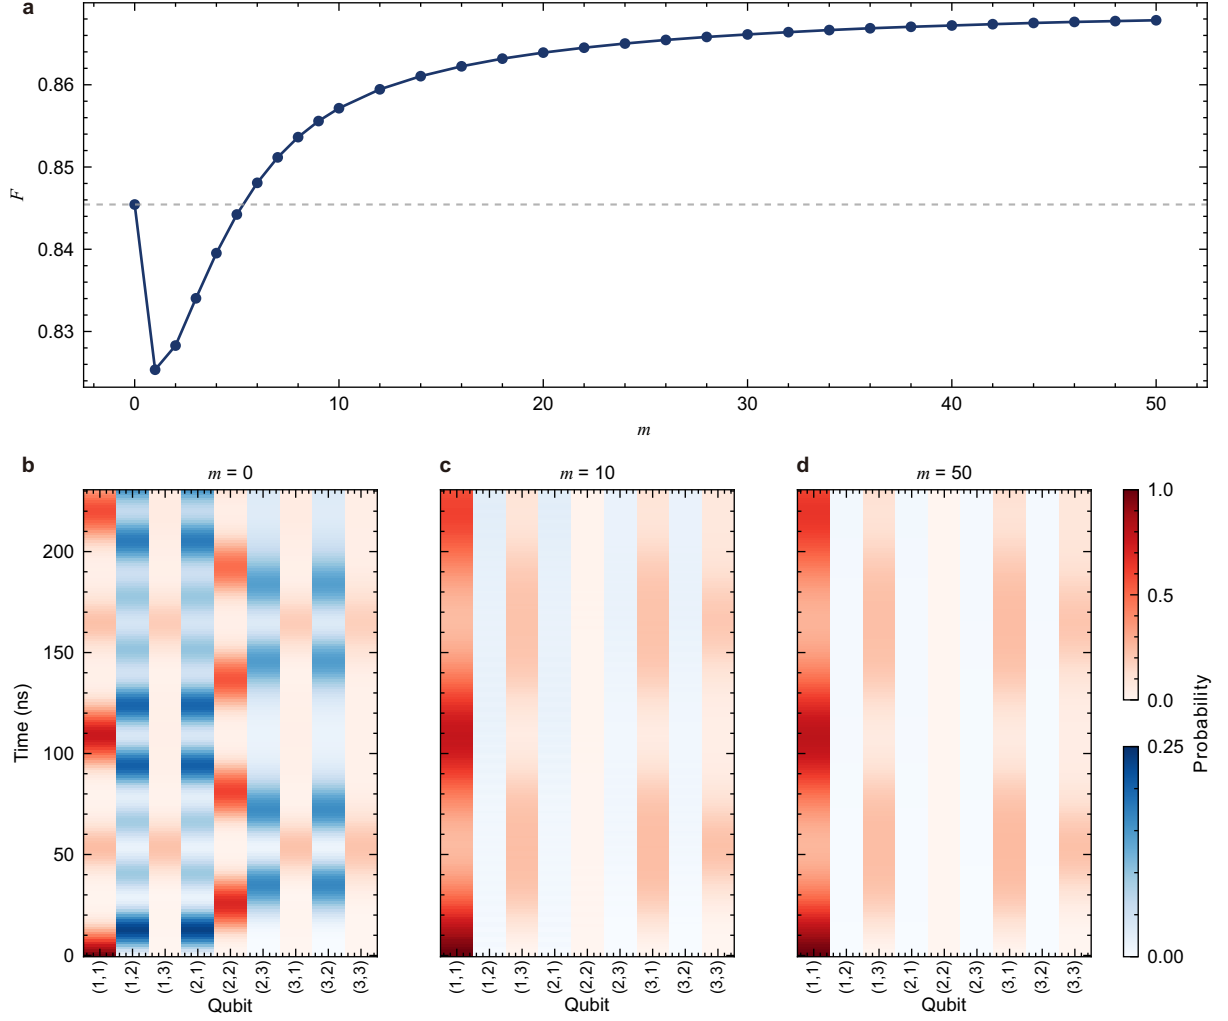 a
0.86
0.85
0.84
0.83
F
0 10 20 30 40 50
m
b m = 0
c m = 10
d m = 50
200
150
100
50
0
Time (ns)
(1,1) (1,2) (1,3) (2,1) (2,2) (2,3) (3,1) (3,2) (3,3)
Qubit
(1,1) (1,2) (1,3) (2,1) (2,2) (2,3) (3,1) (3,2) (3,3)
Qubit
(1,1) (1,2) (1,3) (2,1) (2,2) (2,3) (3,1) (3,2) (3,3)
Qubit
1.0
0.5
0.0
0.25
0.00
Probability